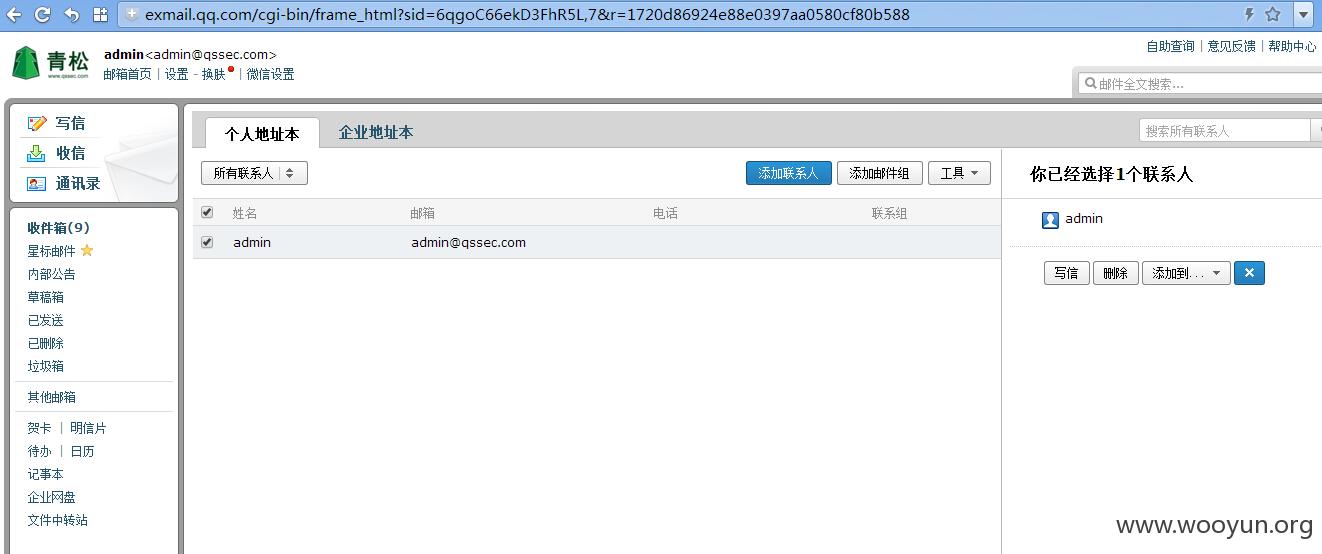 exmail.qq.com/cgi-bin/frame_html?sid=6qgoC66ekD3FhR5L,7&r=1720d86924e88e0397aa0580cf80b588
青松
www.qssec.com
admin<admin@qssec.com>
邮箱首页 | 设置 - 换肤 | 微信设置
自助查询 | 意见反馈 | 帮助中心
邮件全文搜索...
写信
收信
通讯录
收件箱(9)
星标邮件
内部公告
草稿箱
已发送
已删除
垃圾箱
其他邮箱
贺卡 | 明信片
待办 | 日历
记事本
企业网盘
文件中转站
个人地址本 企业地址本
搜索所有联系人
所有联系人 添加联系人 添加邮件组 工具
姓名 邮箱 电话 联系组
admin admin@qssec.com
你已经选择1个联系人
admin
写信 删除 添加到...
www.wooyun.org